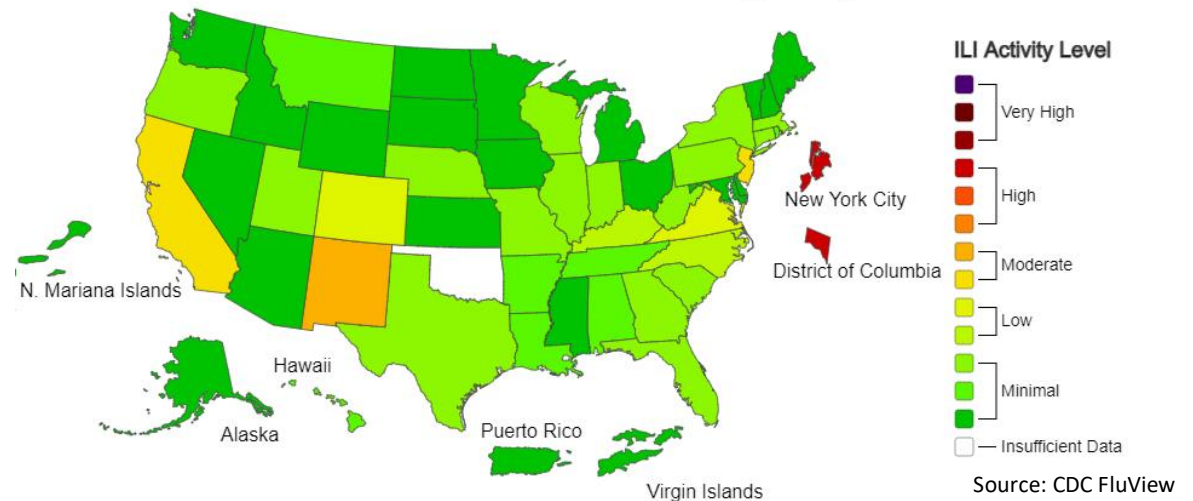 ILI Activity Level
Very High
High
New York City
District of Columbia
Moderate
N. Mariana Islands
Low
Hawaii
Minimal
Alaska
Puerto Rico
Insufficient Data
Virgin Islands
Source: CDC FluView